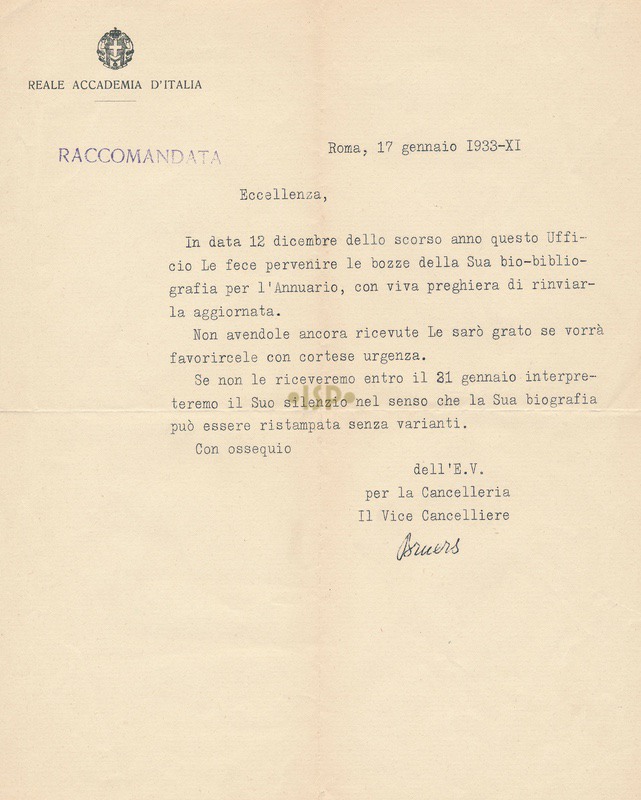 REALE ACCADEMIA D'ITALIA
RACCOMANDATA
Roma, 17 gennaio I933-XI
Eccellenza,
In data 12 dicembre dello scorso anno questo Uffi-
cio Le fece pervenire le bozze della Sua bio-biblio-
grafia per l'Annuario, con viva preghiera di rinviar-
la aggiornata.
Non avendole ancora ricevute Le sarò grato se vorrà
favorircele con cortese urgenza.
Se non le riceveremo entro il 21 gennaio interpre-
teremo il Suo silenzio nel senso che la Sua biografia
può essere ristampata senza varianti.
Con ossequio
dell'E.V.
per la Cancelleria
Il Vice Cancelliere
Bruers
•ISP•